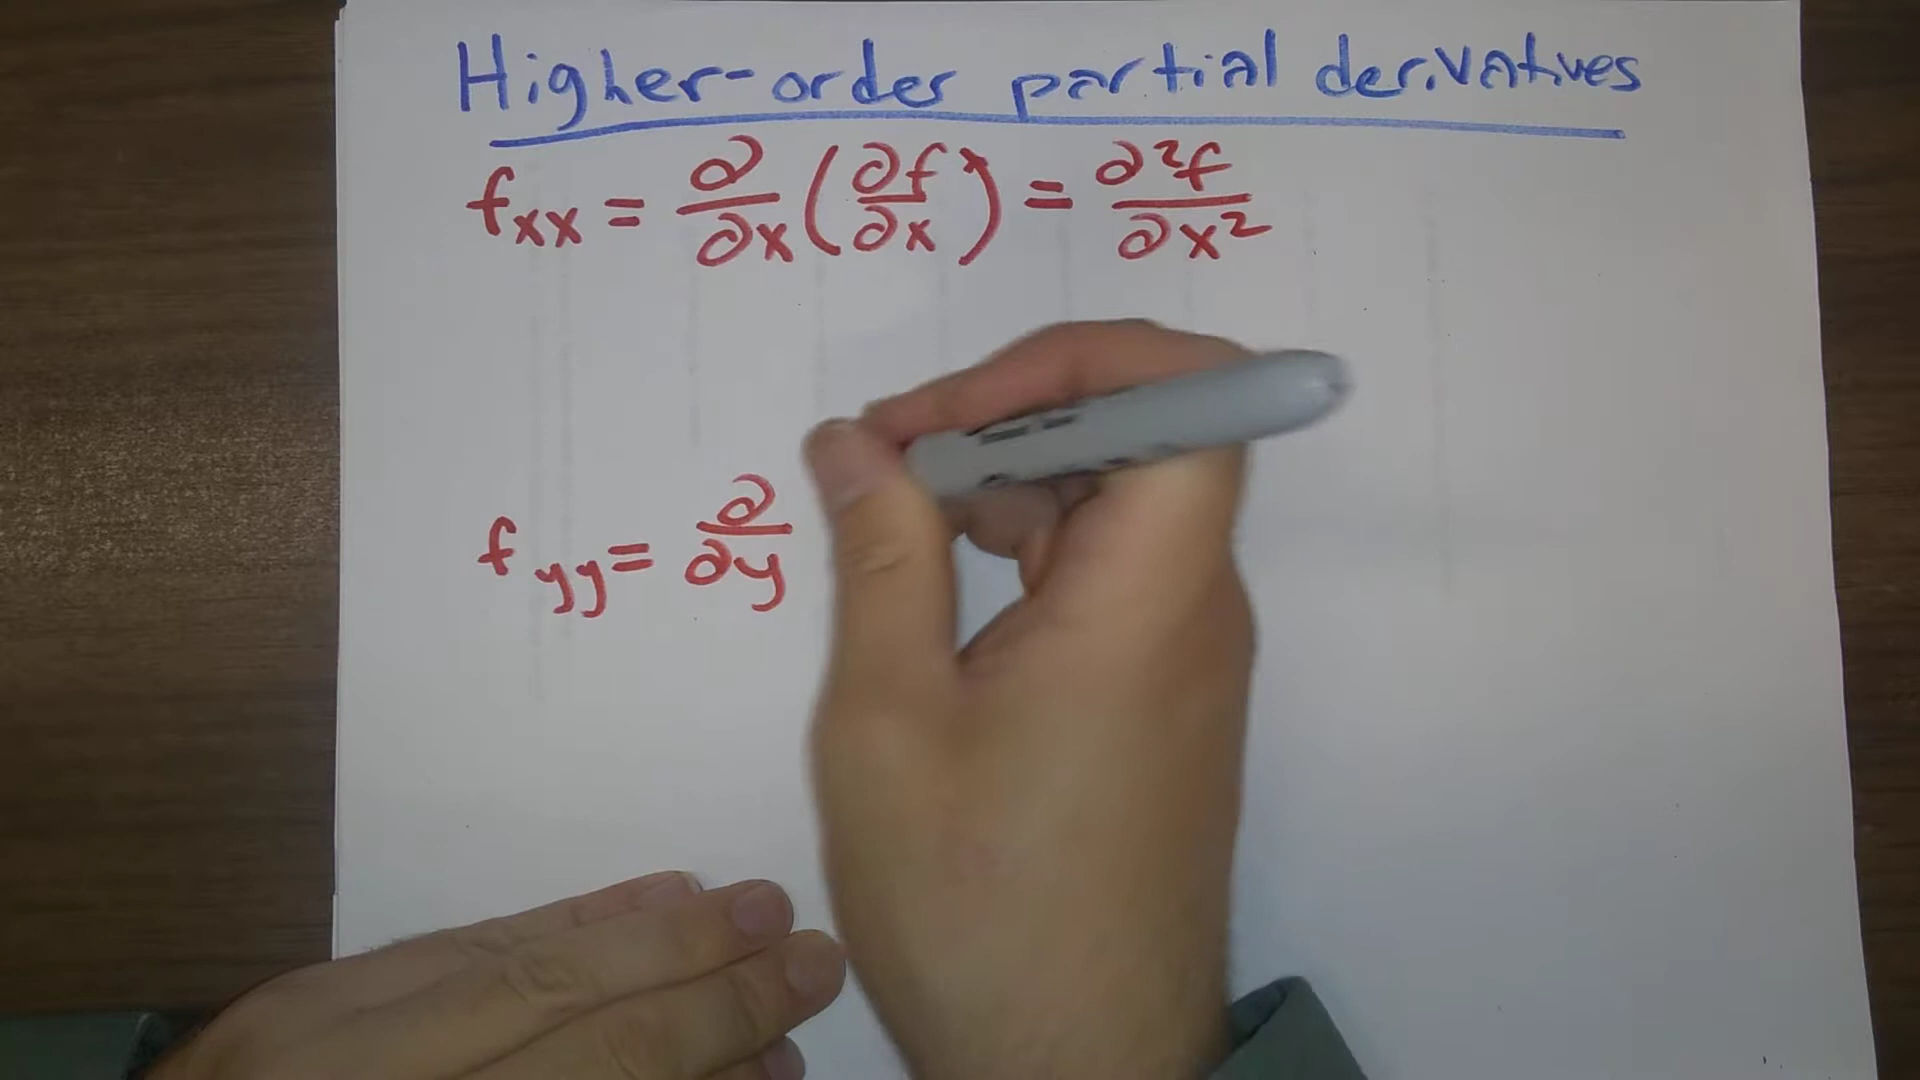 Higher-order partial derivatives
fxx = ∂/∂x (∂f/∂x) = ∂²f/∂x²
fyy = ∂/∂y